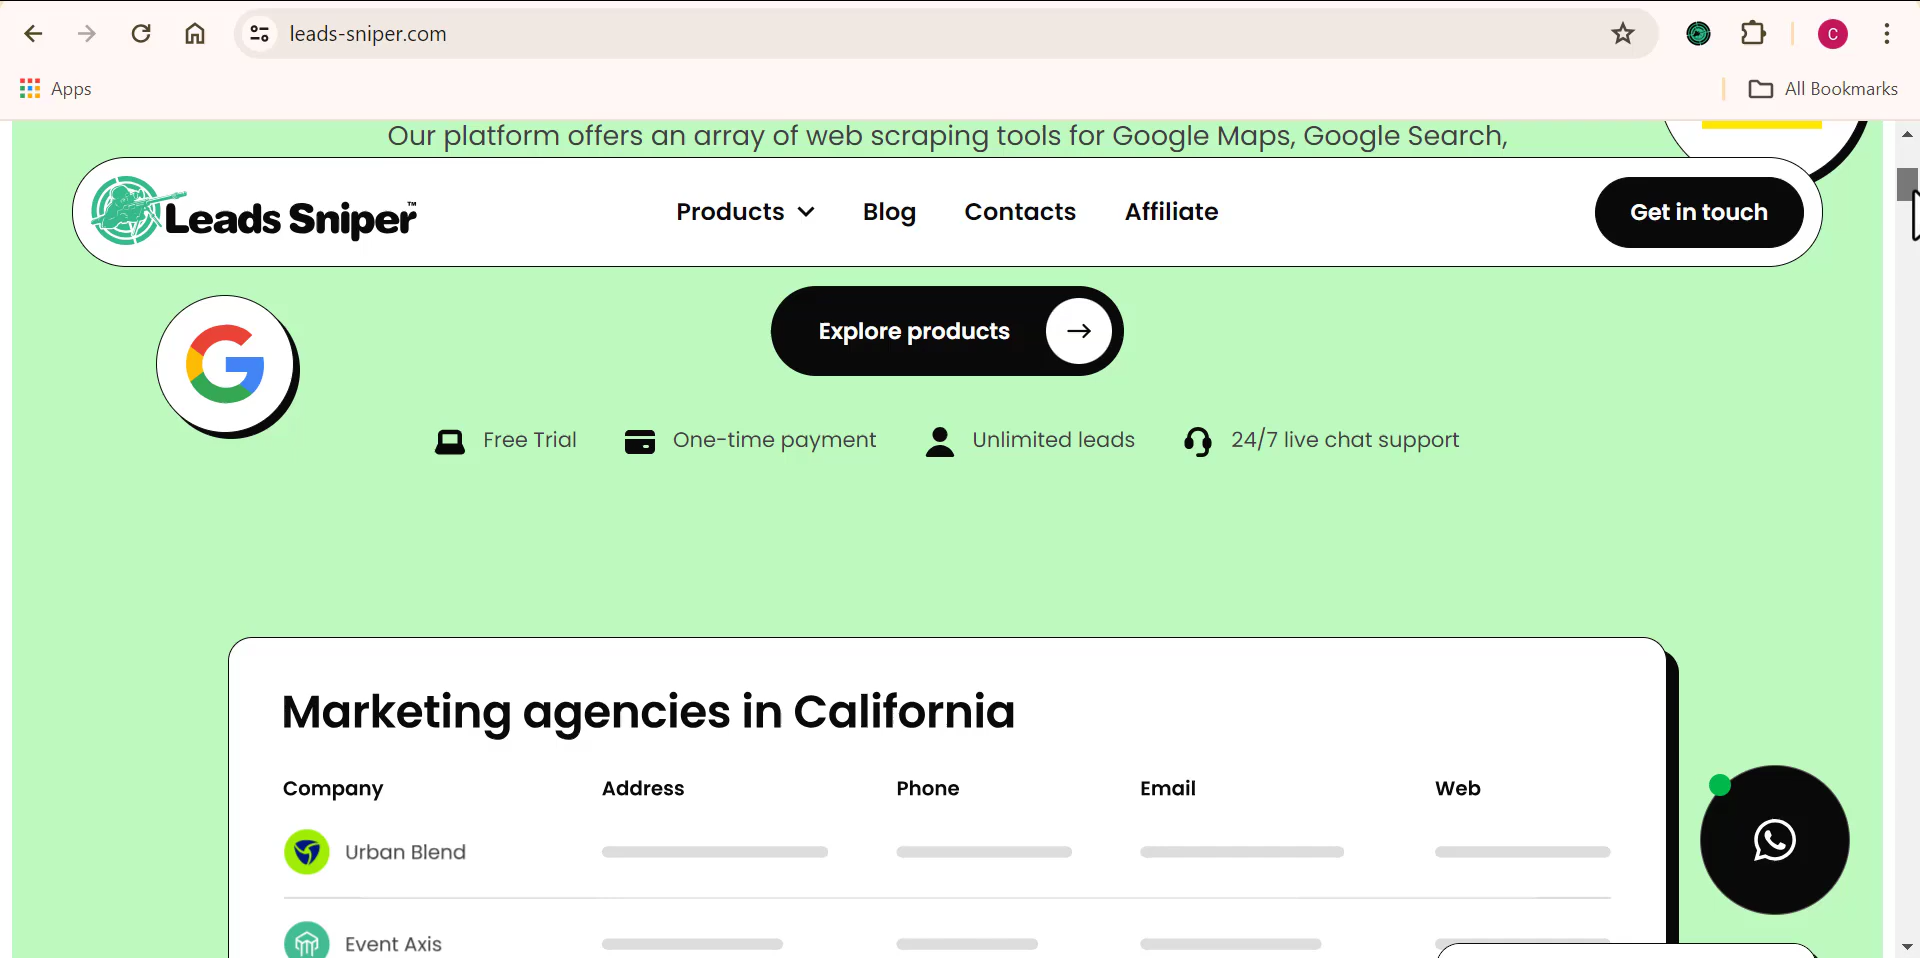 leads-sniper.com
C
Apps
All Bookmarks
Our platform offers an array of web scraping tools for Google Maps, Google Search,
Leads Sniper™
Products
Blog
Contacts
Affiliate
Get in touch
Explore products
Free Trial
One-time payment
Unlimited leads
24/7 live chat support
Marketing agencies in California
Company Address Phone Email Web
Urban Blend
Event Axis